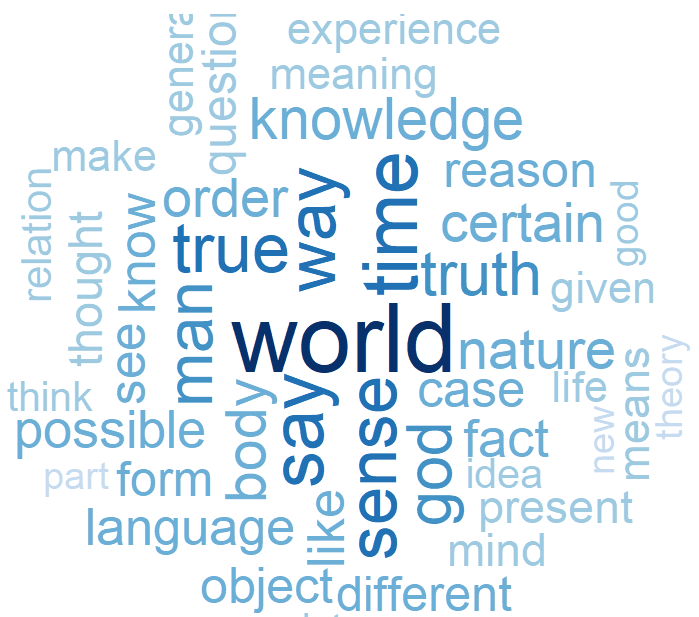 experience
meaning
knowledge
make
reason
order
way
time
certain
good
relation
thought
know
true
truth
given
man
world
nature
see
think
possible
body
say
sense
case
life
theory
means
new
god
fact
part
form
idea
language
like
present
mind
object
different